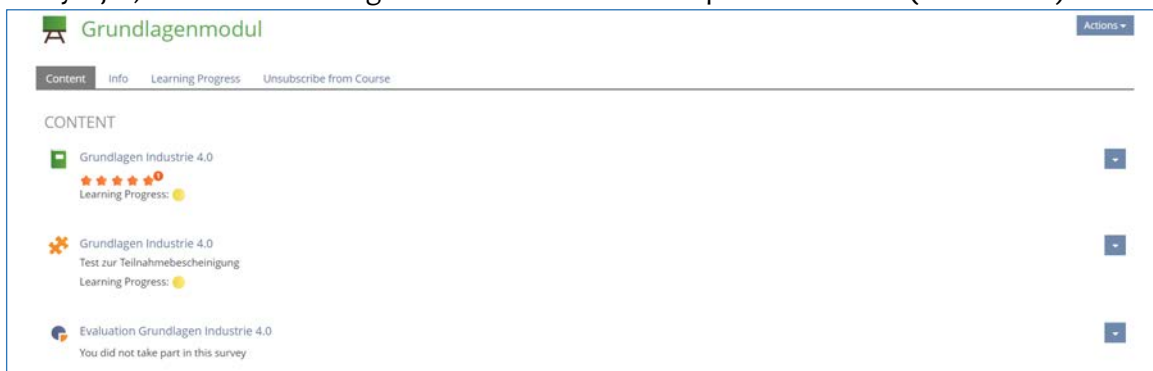 Grundlagenmodul
Actions
Content Info Learning Progress Unsubscribe from Course
CONTENT
Grundlagen Industrie 4.0
1
Learning Progress:
Grundlagen Industrie 4.0
Test zur Teilnahmebescheinigung
Learning Progress:
Evaluation Grundlagen Industrie 4.0
You did not take part in this survey